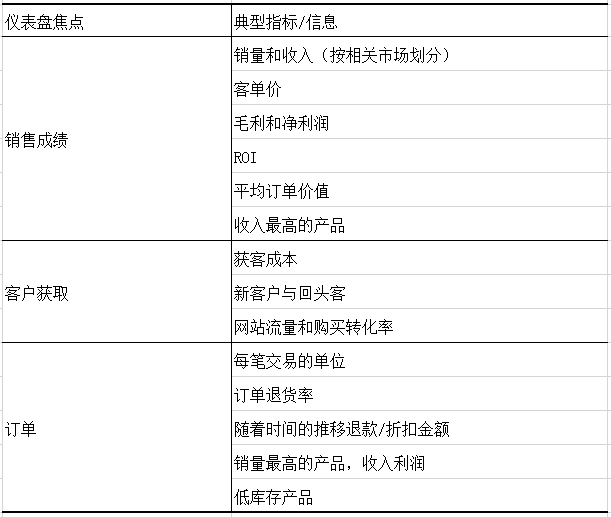 仪表盘焦点 典型指标/信息
销售成绩
销量和收入（按相关市场划分）
客单价
毛利和净利润
ROI
平均订单价值
收入最高的产品
客户获取
获客成本
新客户与回头客
网站流量和购买转化率
订单
每笔交易的单位
订单退货率
随着时间的推移退款/折扣金额
销量最高的产品，收入利润
低库存产品